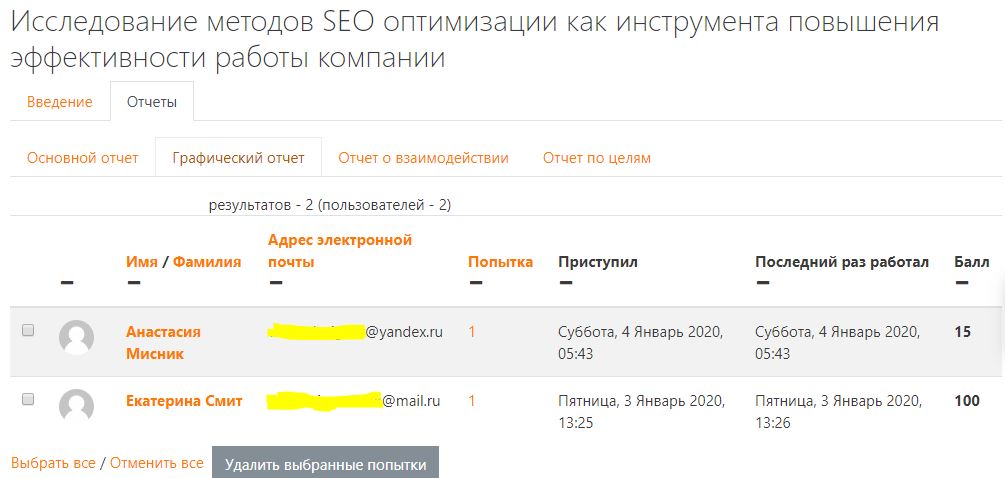 Исследование методов SEO оптимизации как инструмента повышения
эффективности работы компании
Введение Отчеты
Основной отчет Графический отчет Отчет о взаимодействии Отчет по целям
результатов - 2 (пользователей - 2)
Имя / Фамилия Адрес электронной почты Попытка Приступил Последний раз работал Балл
Анастасия Мисник @yandex.ru 1 Суббота, 4 Январь 2020, 05:43 Суббота, 4 Январь 2020, 05:43 15
Екатерина Смит @mail.ru 1 Пятница, 3 Январь 2020, 13:25 Пятница, 3 Январь 2020, 13:26 100
Выбрать все / Отменить все Удалить выбранные попытки